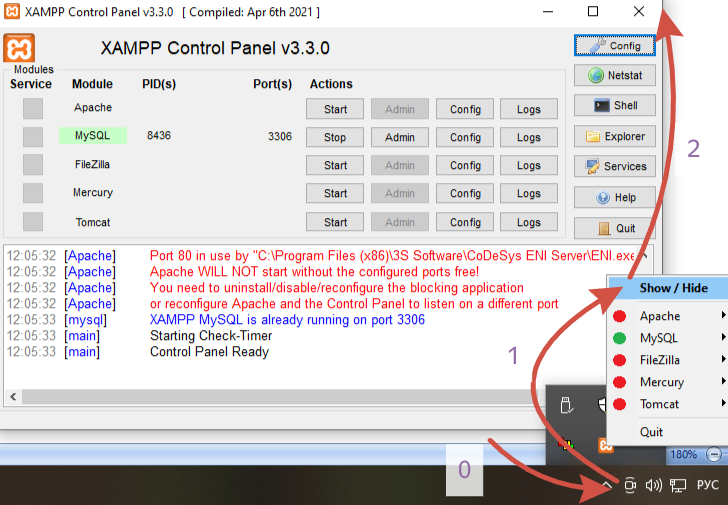 XAMPP Control Panel v3.3.0 [ Compiled: Apr 6th 2021 ]
XAMPP Control Panel v3.3.0
Config
Modules
Service Module PID(s) Port(s) Actions
Netstat
Apache Start Admin Config Logs
Shell
MySQL 8436 3306 Stop Admin Config Logs
Explorer
FileZilla Start Admin Config Logs
Services
Mercury Start Admin Config Logs
Help
Tomcat Start Admin Config Logs
Quit
2
12:05:32 [Apache] Port 80 in use by "C:\Program Files (x86)\3S Software\CoDeSys ENI Server\ENI.exe
12:05:32 [Apache] Apache WILL NOT start without the configured ports free!
12:05:32 [Apache] You need to uninstall/disable/reconfigure the blocking application
12:05:32 [Apache] or reconfigure Apache and the Control Panel to listen on a different port
12:05:33 [mysql] XAMPP MySQL is already running on port 3306
12:05:33 [main] Starting Check-Timer
12:05:33 [main] Control Panel Ready
Show / Hide
Apache
MySQL
FileZilla
Mercury
Tomcat
Quit
1
180%
0
РУС